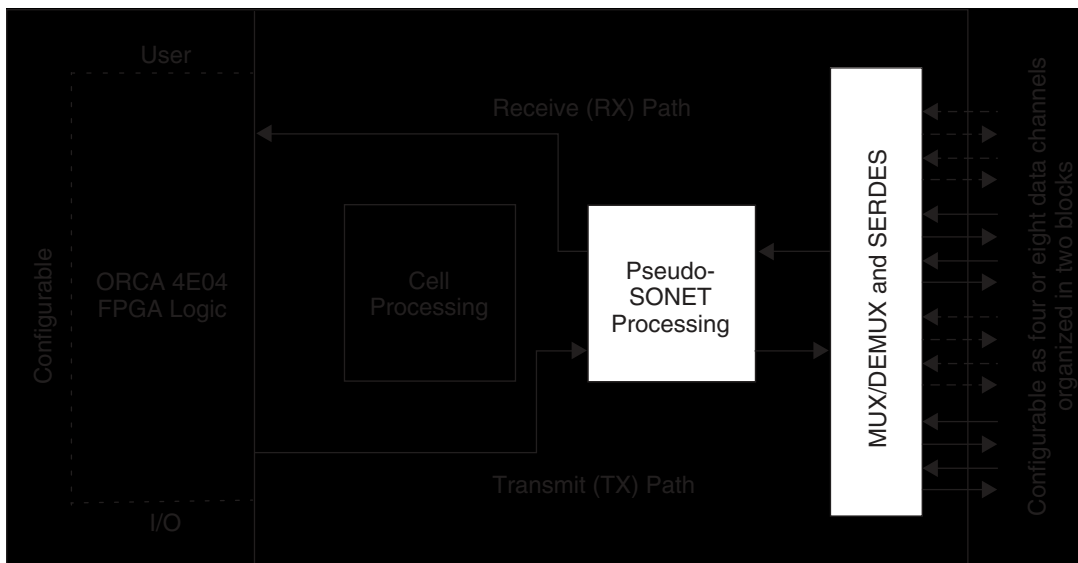 User
Configurable
I/O
ORCA 4E04
FPGA Logic
Receive (RX) Path
Cell
Processing
Pseudo-
SONET
Processing
Transmit (TX) Path
MUX/DEMUX and SERDES
Configurable as four or eight data channels
organized in two blocks